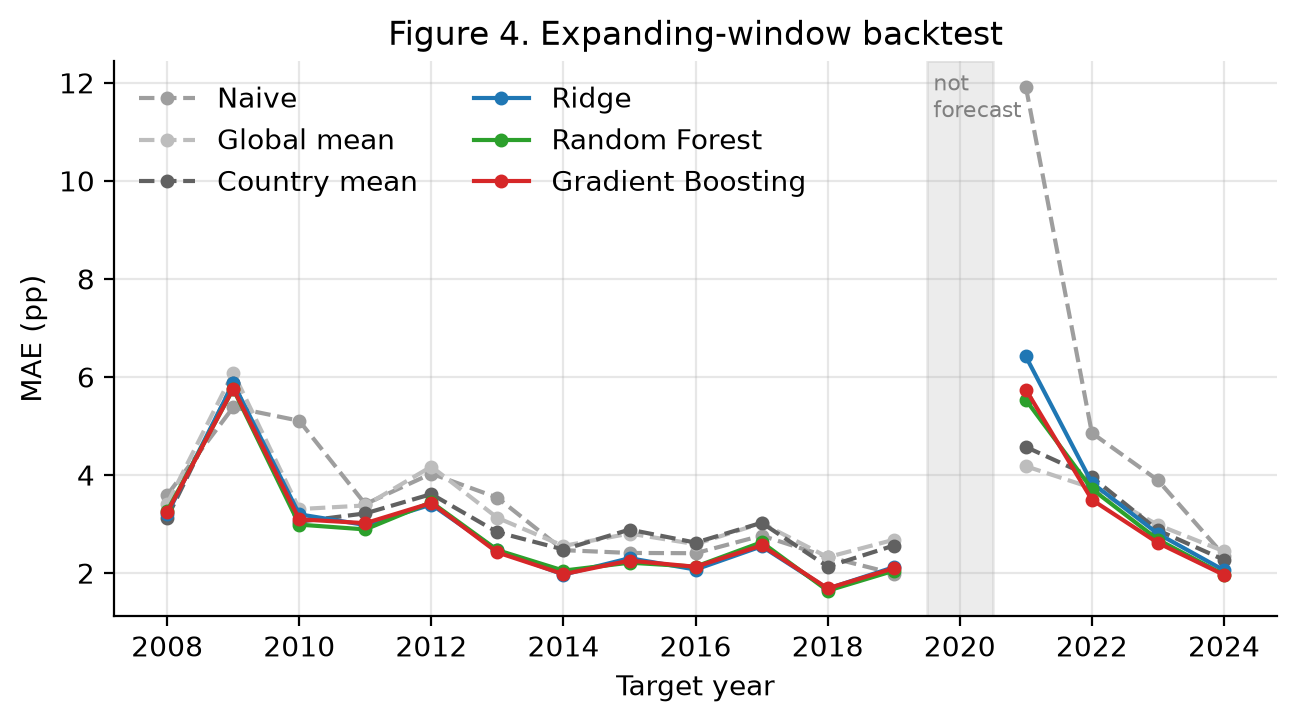 Figure 4. Expanding-window backtest
12
10
8
6
4
2
MAE (pp)
Naive
Global mean
Country mean
Ridge
Random Forest
Gradient Boosting
not
forecast
2008
2010
2012
2014
2016
2018
2020
2022
2024
Target year